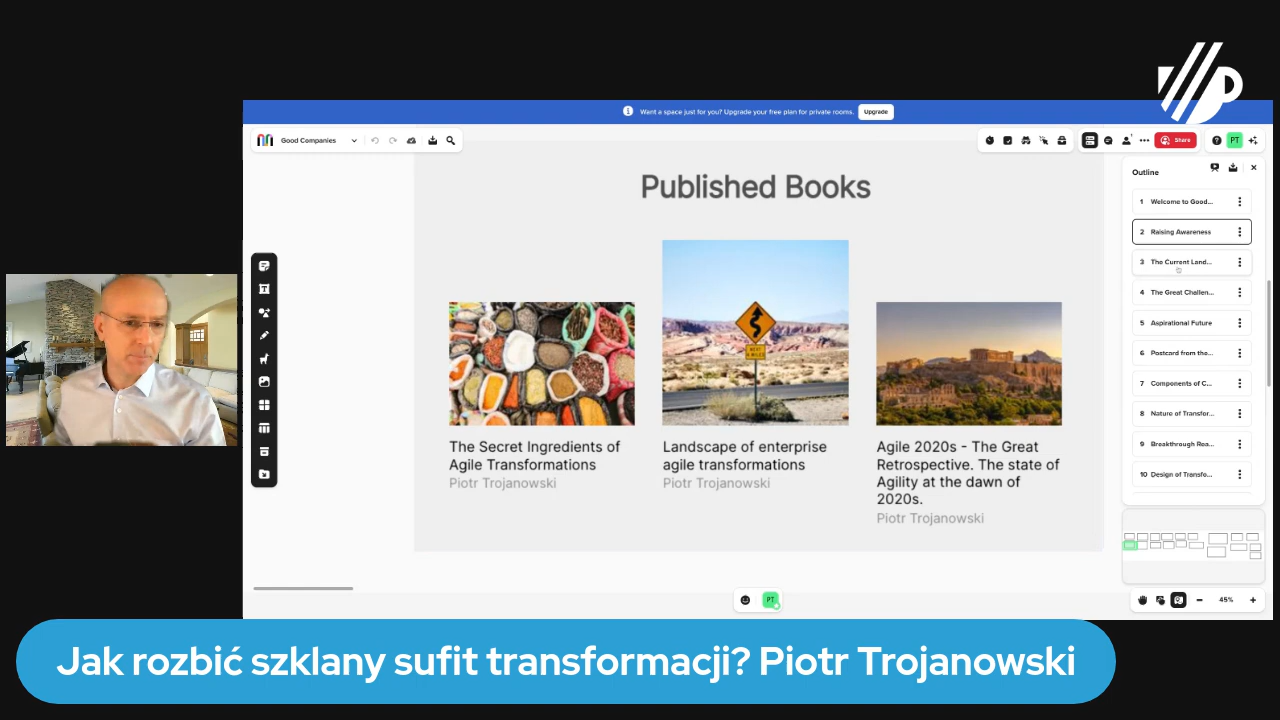 Want a space just for you? Upgrade your free plan for private rooms.
Upgrade
Good Companies
Share
PT
Outline
1 Welcome to Good...
2 Raising Awareness
3 The Current Land...
4 The Great Challen...
5 Aspirational Future
6 Postcard from the...
7 Components of C...
8 Nature of Transfor...
9 Breakthrough Rea...
10 Design of Transfo...
Published Books
NEXT
MILES
The Secret Ingredients of
Agile Transformations
Piotr Trojanowski
Landscape of enterprise
agile transformations
Piotr Trojanowski
Agile 2020s - The Great
Retrospective. The state of
Agility at the dawn of
2020s.
Piotr Trojanowski
PT
45%
Jak rozbić szklany sufit transformacji? Piotr Trojanowski